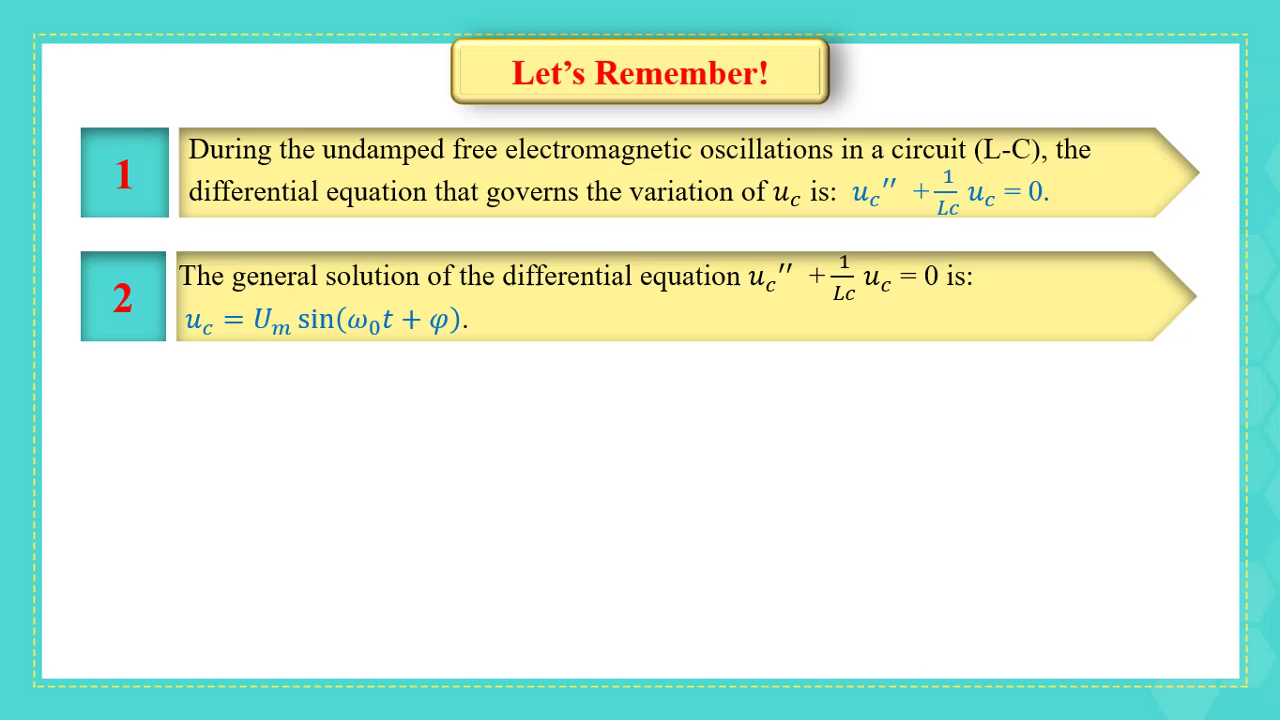 Let’s Remember!
1
During the undamped free electromagnetic oscillations in a circuit (L-C), the
differential equation that governs the variation of u_c is: u_c′′ + 1/Lc u_c = 0.
2
The general solution of the differential equation u_c′′ + 1/Lc u_c = 0 is:
u_c = U_m sin(ω₀t + φ).